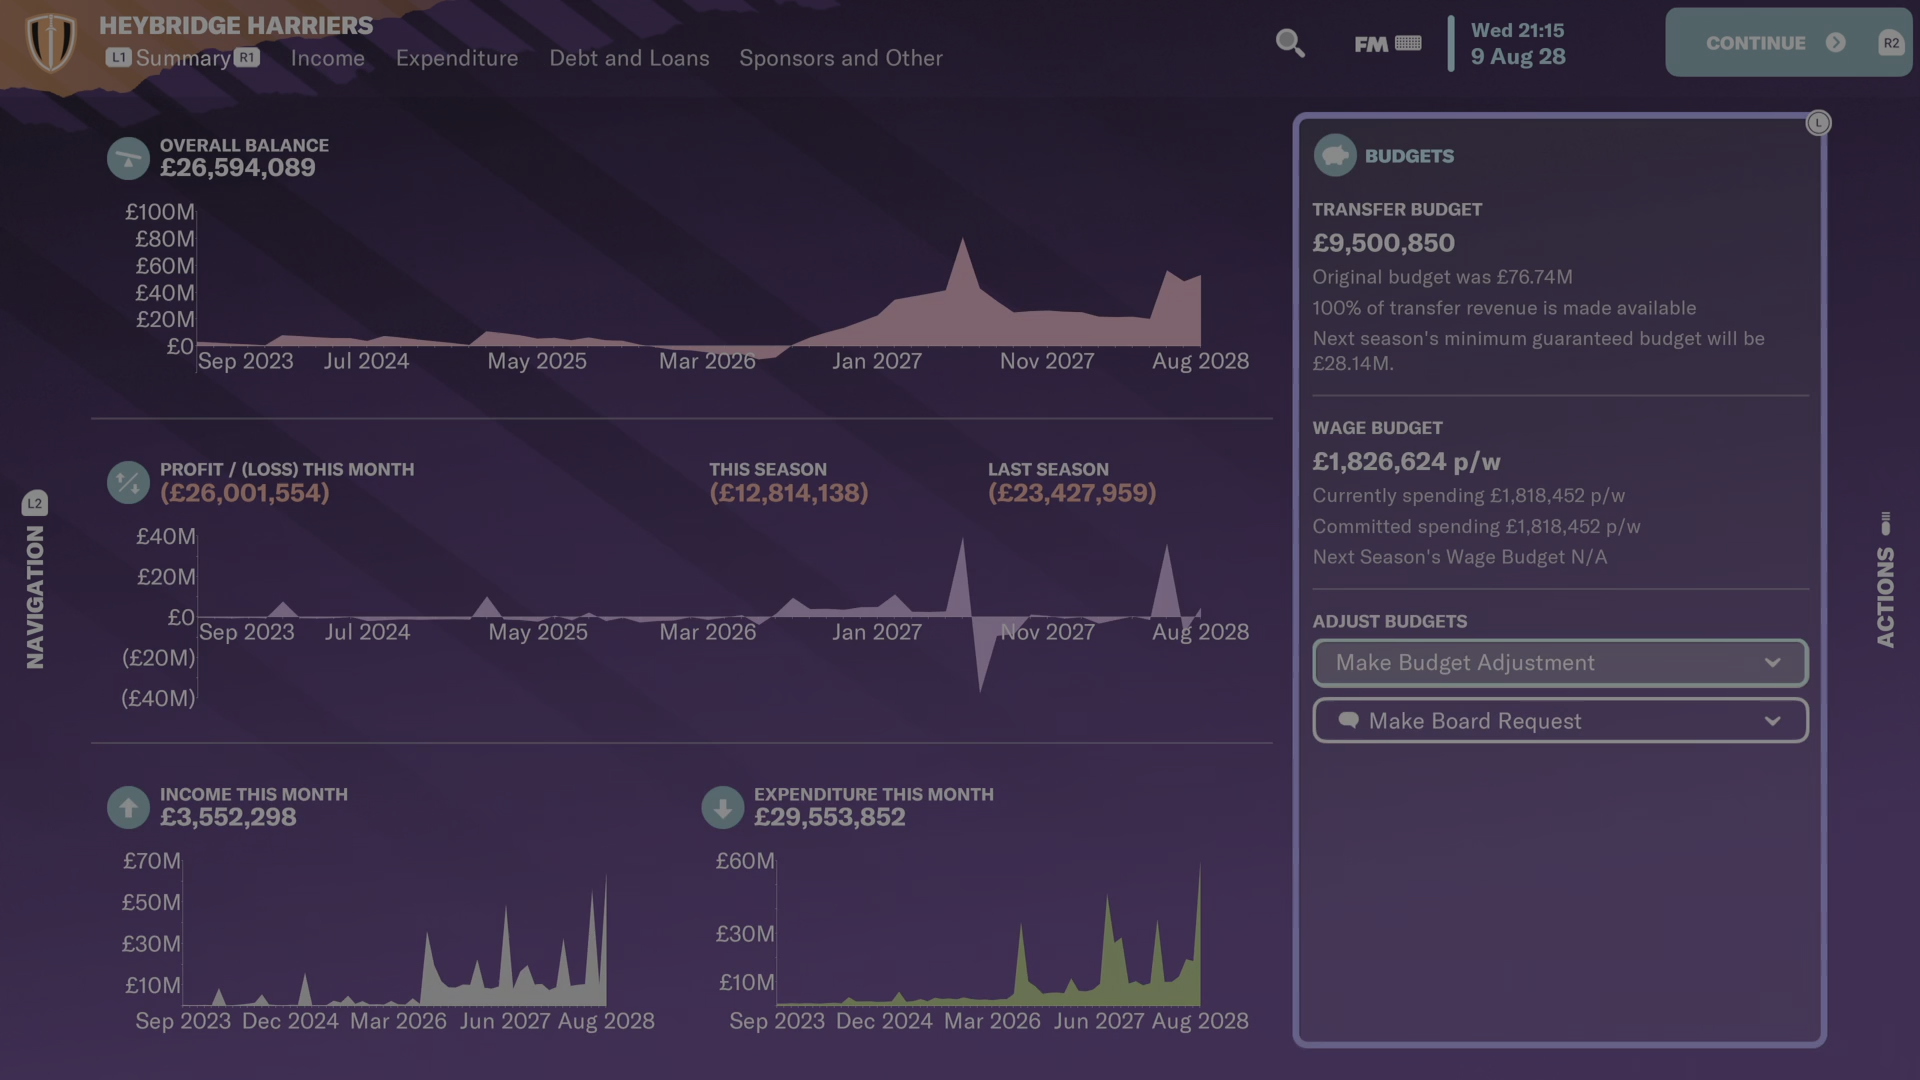 HEYBRIDGE HARRIERS
L1 Summary R1 Income Expenditure Debt and Loans Sponsors and Other
FM
Wed 21:15
9 Aug 28
CONTINUE R2
OVERALL BALANCE
£26,594,089
£100M
£80M
£60M
£40M
£20M
£0
Sep 2023 Jul 2024 May 2025 Mar 2026 Jan 2027 Nov 2027 Aug 2028
PROFIT / (LOSS) THIS MONTH
(£26,001,554)
THIS SEASON
(£12,814,138)
LAST SEASON
(£23,427,959)
£40M
£20M
£0
Sep 2023 Jul 2024 May 2025 Mar 2026 Jan 2027 Nov 2027 Aug 2028
(£20M)
(£40M)
INCOME THIS MONTH
£3,552,298
£70M
£50M
£30M
£10M
Sep 2023 Dec 2024 Mar 2026 Jun 2027 Aug 2028
EXPENDITURE THIS MONTH
£29,553,852
£60M
£30M
£10M
Sep 2023 Dec 2024 Mar 2026 Jun 2027 Aug 2028
L
BUDGETS
TRANSFER BUDGET
£9,500,850
Original budget was £76.74M
100% of transfer revenue is made available
Next season's minimum guaranteed budget will be
£28.14M.
WAGE BUDGET
£1,826,624 p/w
Currently spending £1,818,452 p/w
Committed spending £1,818,452 p/w
Next Season's Wage Budget N/A
ADJUST BUDGETS
Make Budget Adjustment
Make Board Request
NAVIGATION L2
ACTIONS